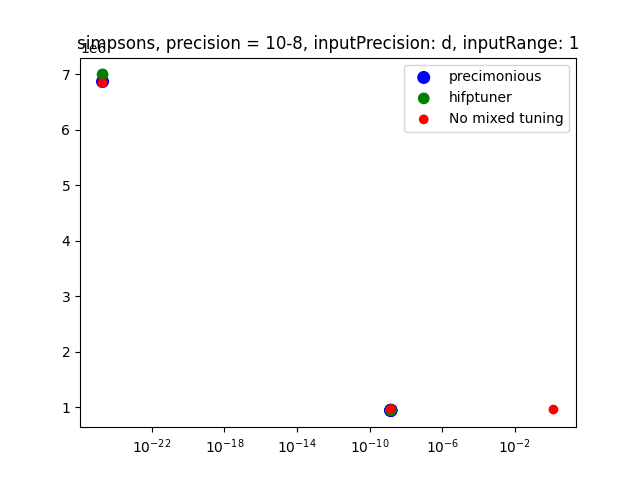 simpsons, precision = 10-8, inputPrecision: d, inputRange: 1
1e6
precimonious
hifptuner
No mixed tuning
7
6
5
4
3
2
1
10⁻²² 10⁻¹⁸ 10⁻¹⁴ 10⁻¹⁰ 10⁻⁶ 10⁻²